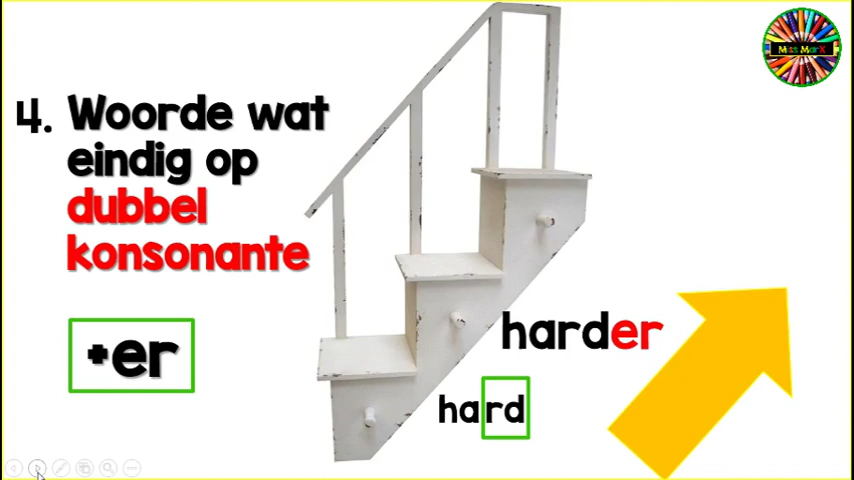 4. Woorde wat
eindig op
dubbel
konsonante
+er
harder
hard
Miss MarX